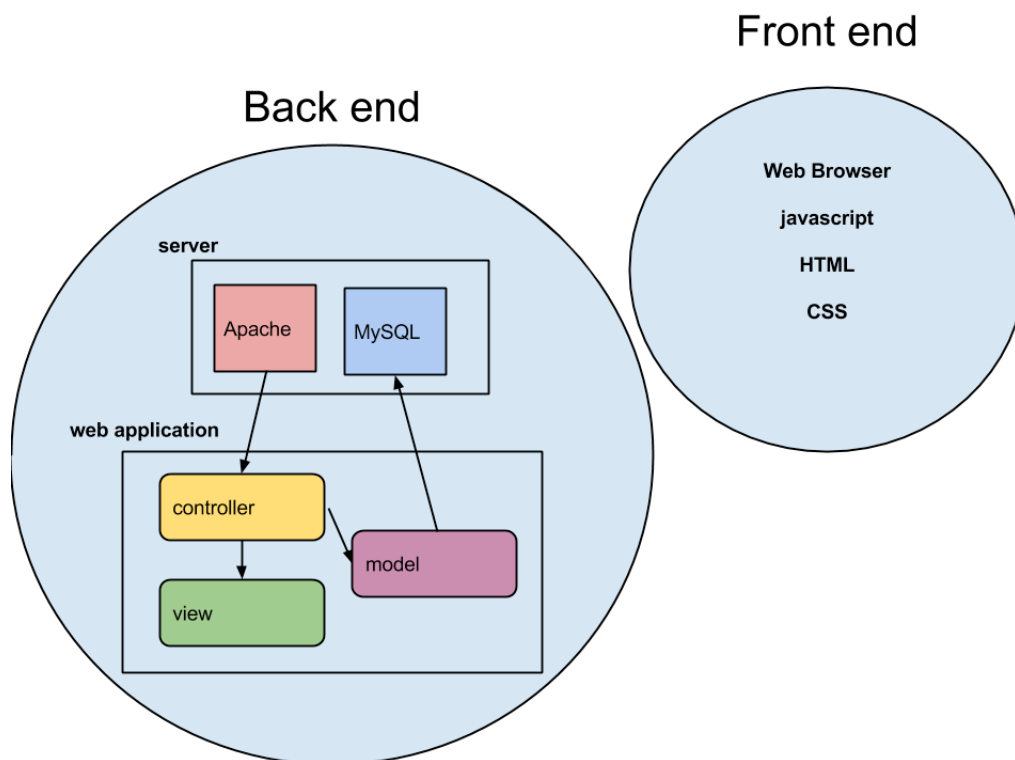 Front end
Back end
Web Browser
javascript
HTML
CSS
server
Apache
MySQL
web application
controller
model
view